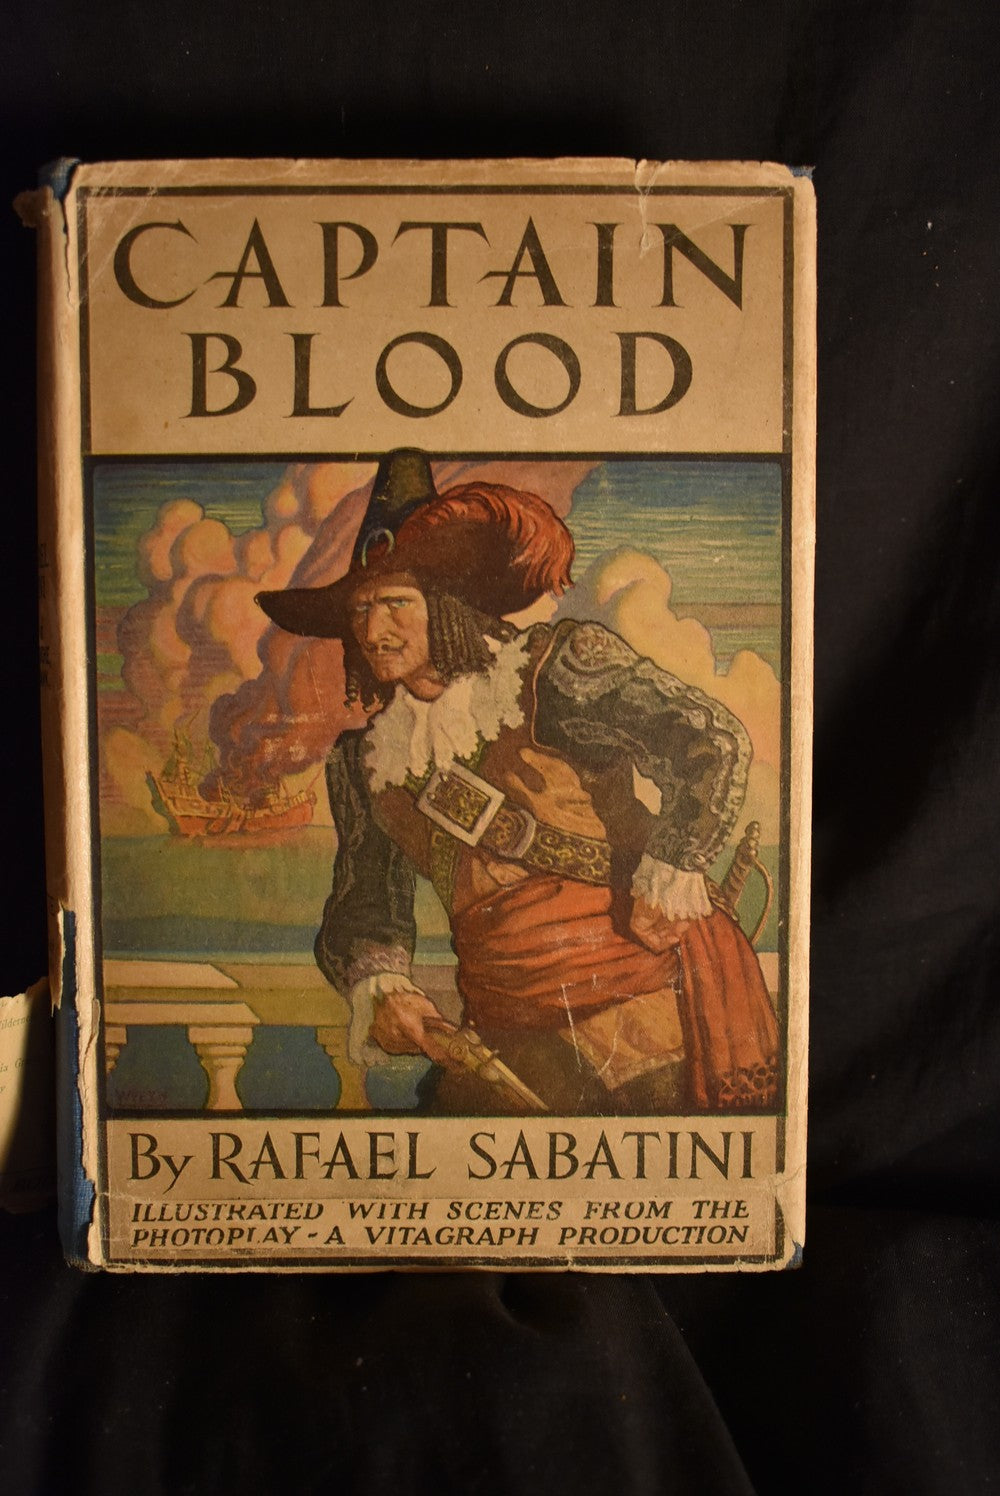 CAPTAIN
BLOOD
By RAFAEL SABATINI
ILLUSTRATED WITH SCENES FROM THE
PHOTOPLAY - A VITAGRAPH PRODUCTION